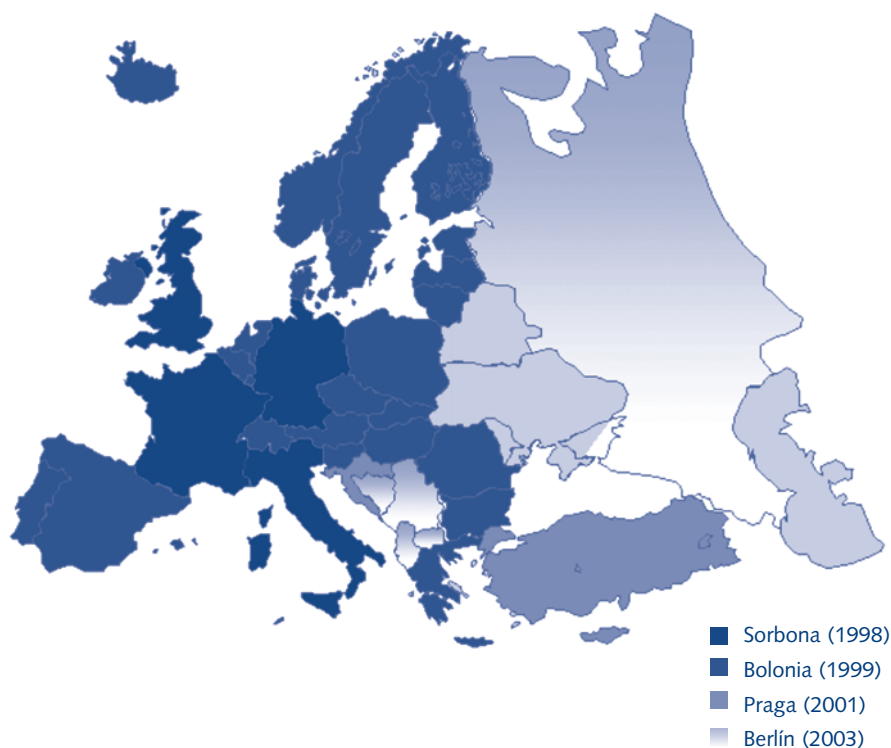 Sorbona (1998)
Bolonia (1999)
Praga (2001)
Berlín (2003)